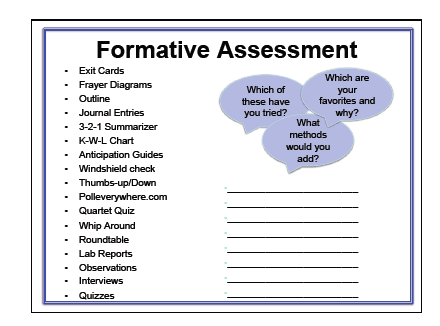 Formative Assessment
Exit Cards
Frayer Diagrams
Outline
Journal Entries
3-2-1 Summarizer
K-W-L Chart
Anticipation Guides
Windshield check
Thumbs-up/Down
Polleverywhere.com
Quartet Quiz
Whip Around
Roundtable
Lab Reports
Observations
Interviews
Quizzes
Which of
these have
you tried?
Which are
your
favorites and
why?
What
methods
would you
add?